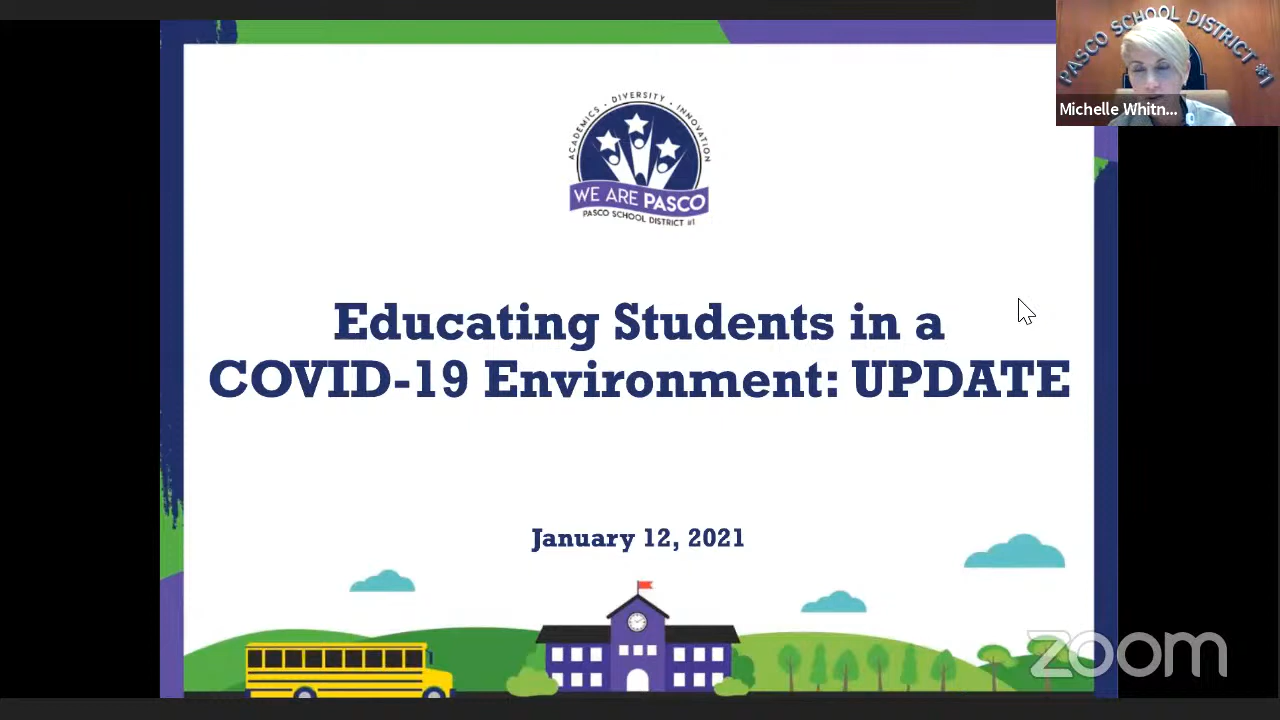 PASCO SCHOOL DISTRICT #1
Michelle Whitn...
ACADEMICS · DIVERSITY · INNOVATION
WE ARE PASCO
PASCO SCHOOL DISTRICT #1
Educating Students in a
COVID-19 Environment: UPDATE
January 12, 2021
zoom